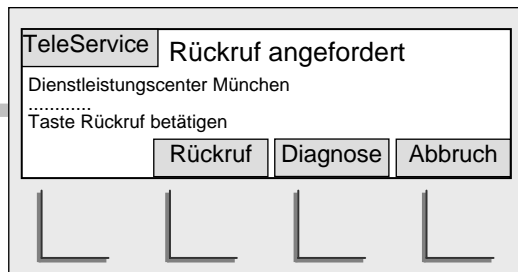 TeleService Rückruf angefordert
Dienstleistungscenter München
............
Taste Rückruf betätigen
Rückruf Diagnose Abbruch